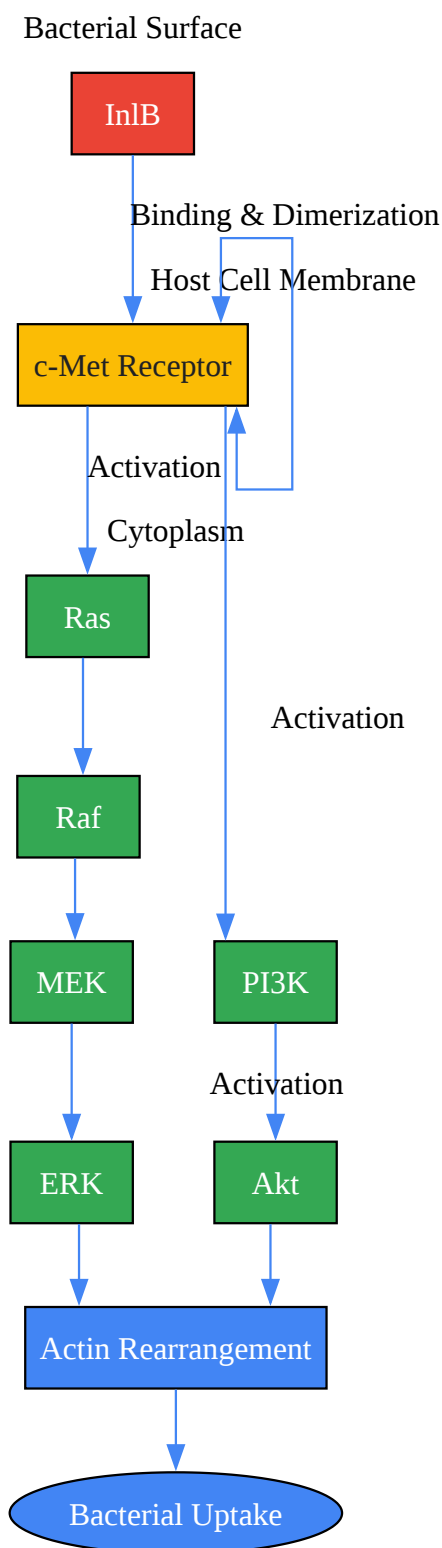 Bacterial Surface
InlB
Binding & Dimerization
Host Cell Membrane
c-Met Receptor
Activation
Cytoplasm
Ras
Activation
Raf
MEK
PI3K
Activation
ERK
Akt
Actin Rearrangement
Bacterial Uptake